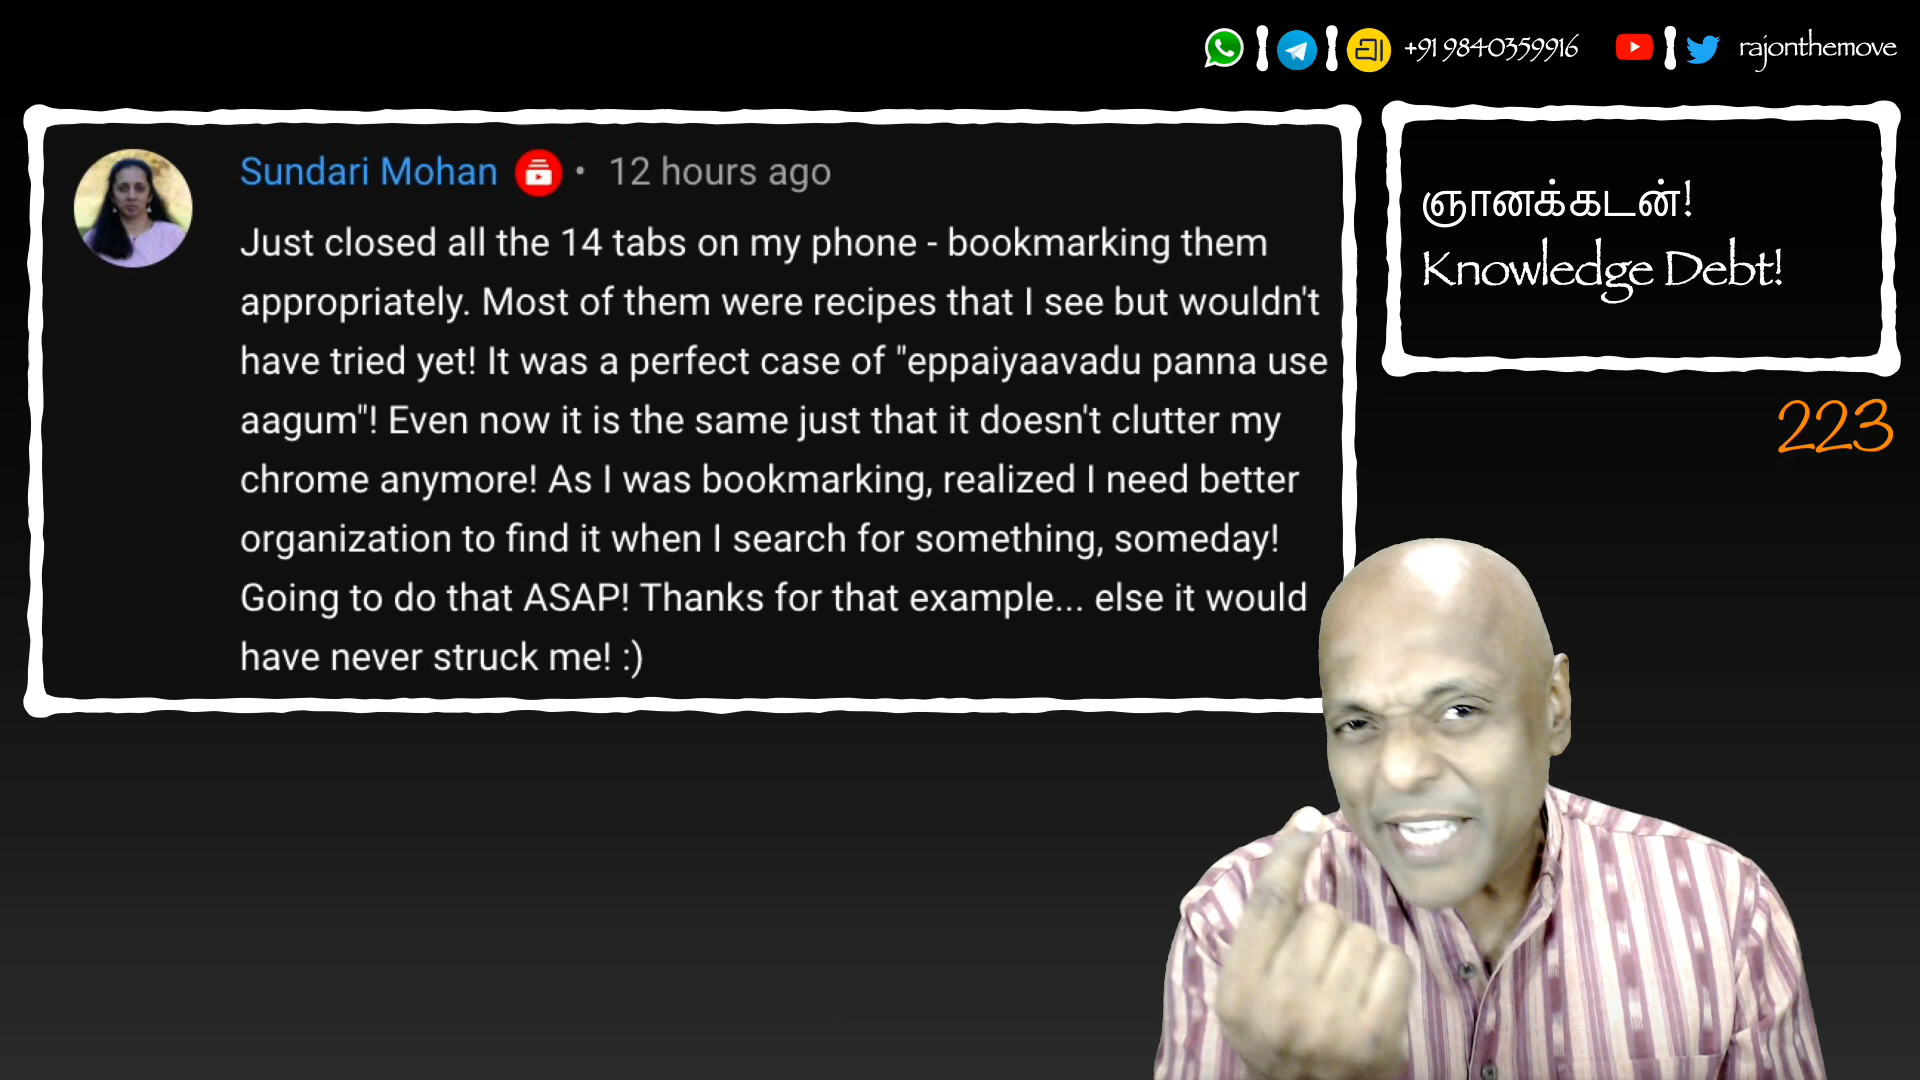 +91 9840359916 rajonthemove
Sundari Mohan • 12 hours ago
Just closed all the 14 tabs on my phone - bookmarking them
appropriately. Most of them were recipes that I see but wouldn't
have tried yet! It was a perfect case of "eppaiyaavadu panna use
aagum"! Even now it is the same just that it doesn't clutter my
chrome anymore! As I was bookmarking, realized I need better
organization to find it when I search for something, someday!
Going to do that ASAP! Thanks for that example... else it would
have never struck me! :)
ஞானக்கடன்!
Knowledge Debt!
223